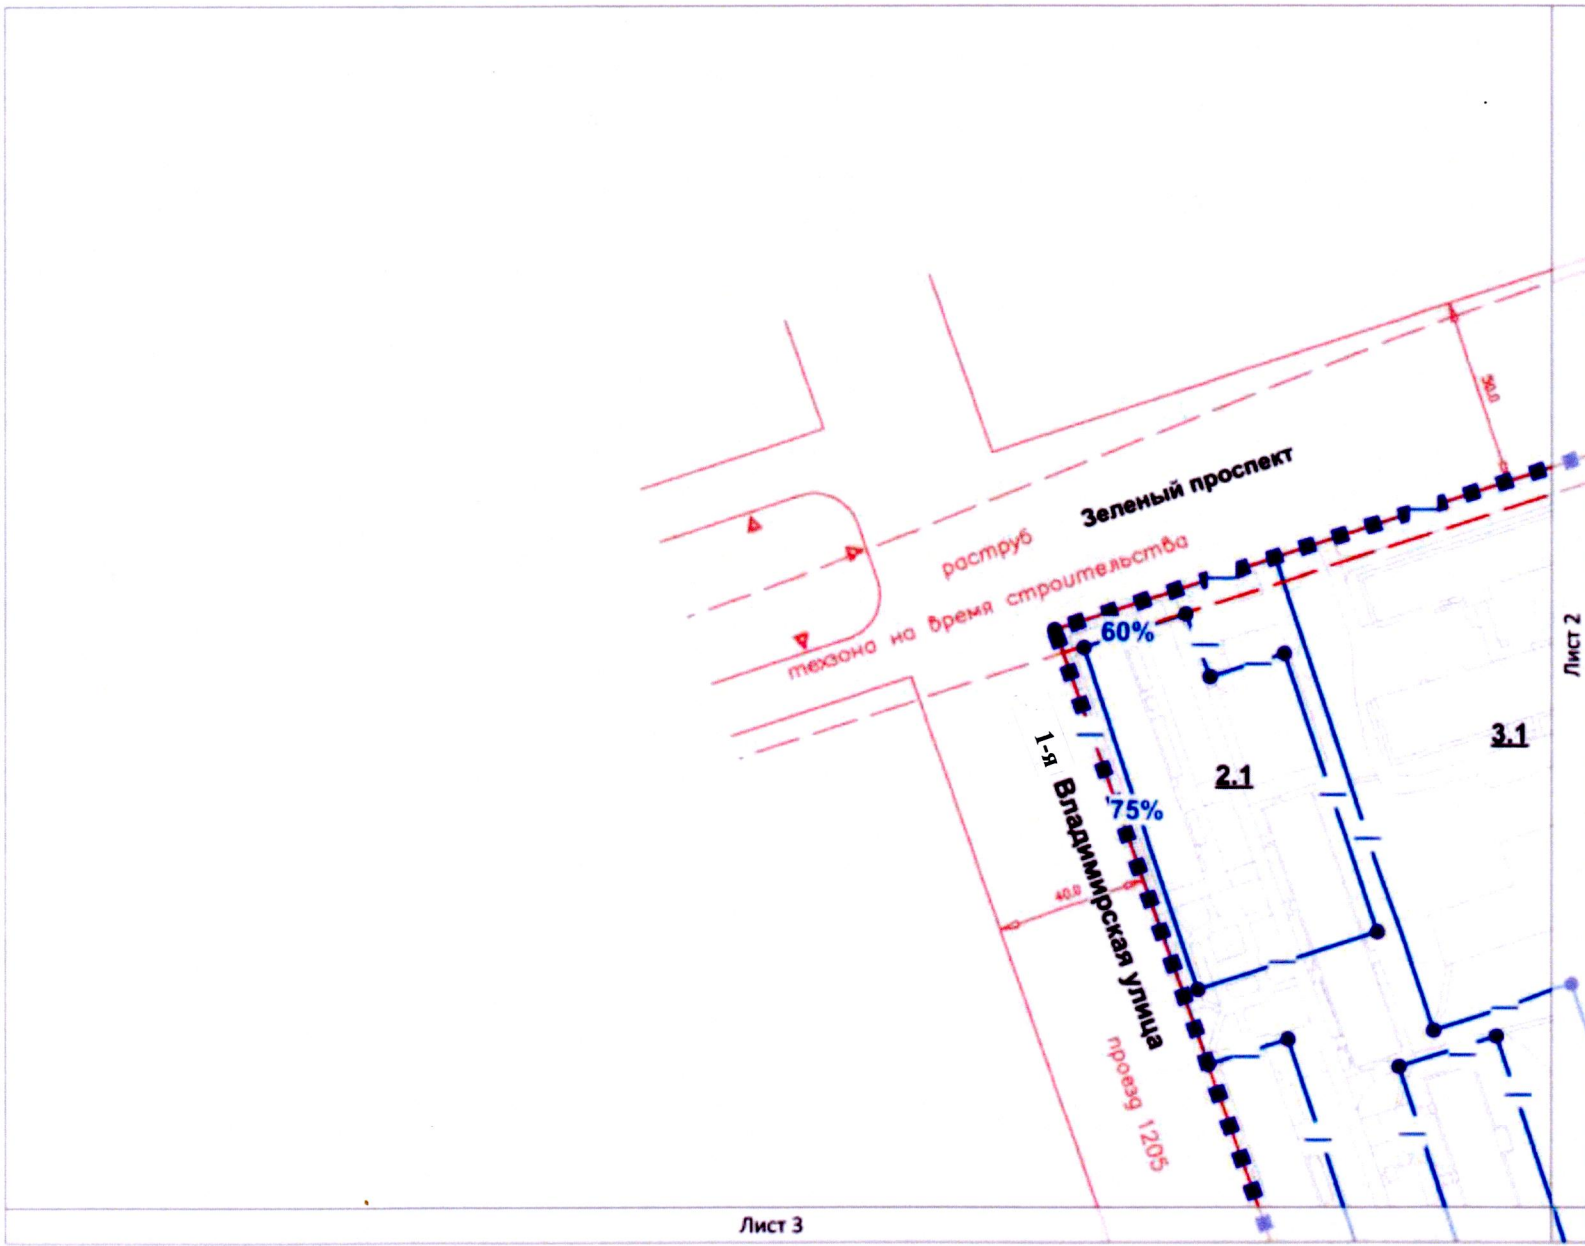 50.0
Зеленый проспект
раструб
техзона на время строительства
60%
Лист 2
1-я Владимирская улица
3.1
2.1
75%
40.0
проезд 1205
Лист 3